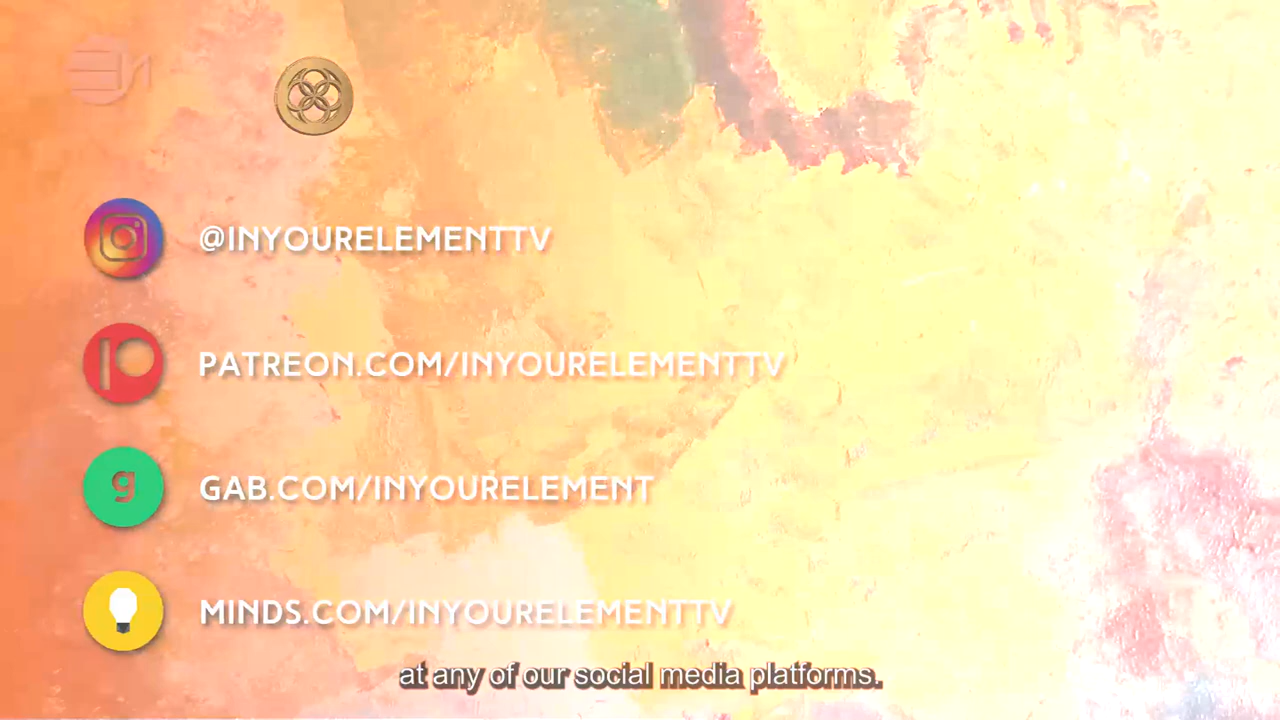 @INYOURELEMENTTV
PATREON.COM/INYOURELEMENTTV
g
GAB.COM/INYOURELEMENT
MINDS.COM/INYOURELEMENTTV
at any of our social media platforms.